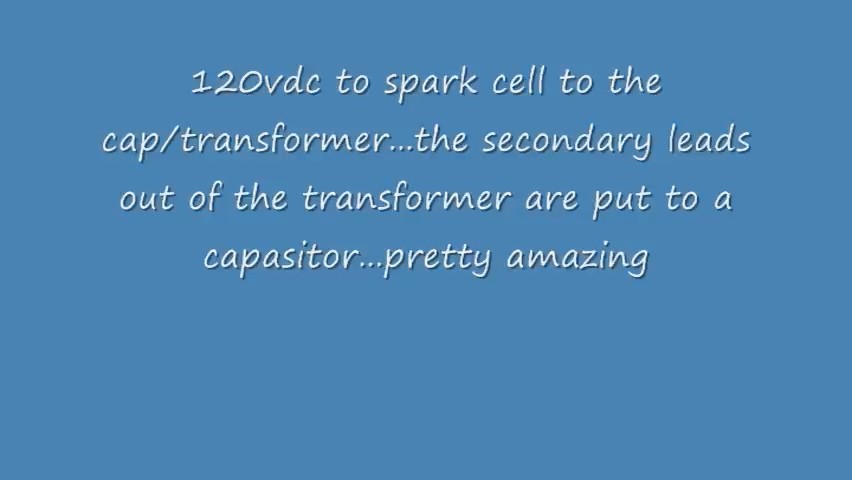 120vdc to spark cell to the
cap/transformer...the secondary leads
out of the transformer are put to a
capasitor...pretty amazing